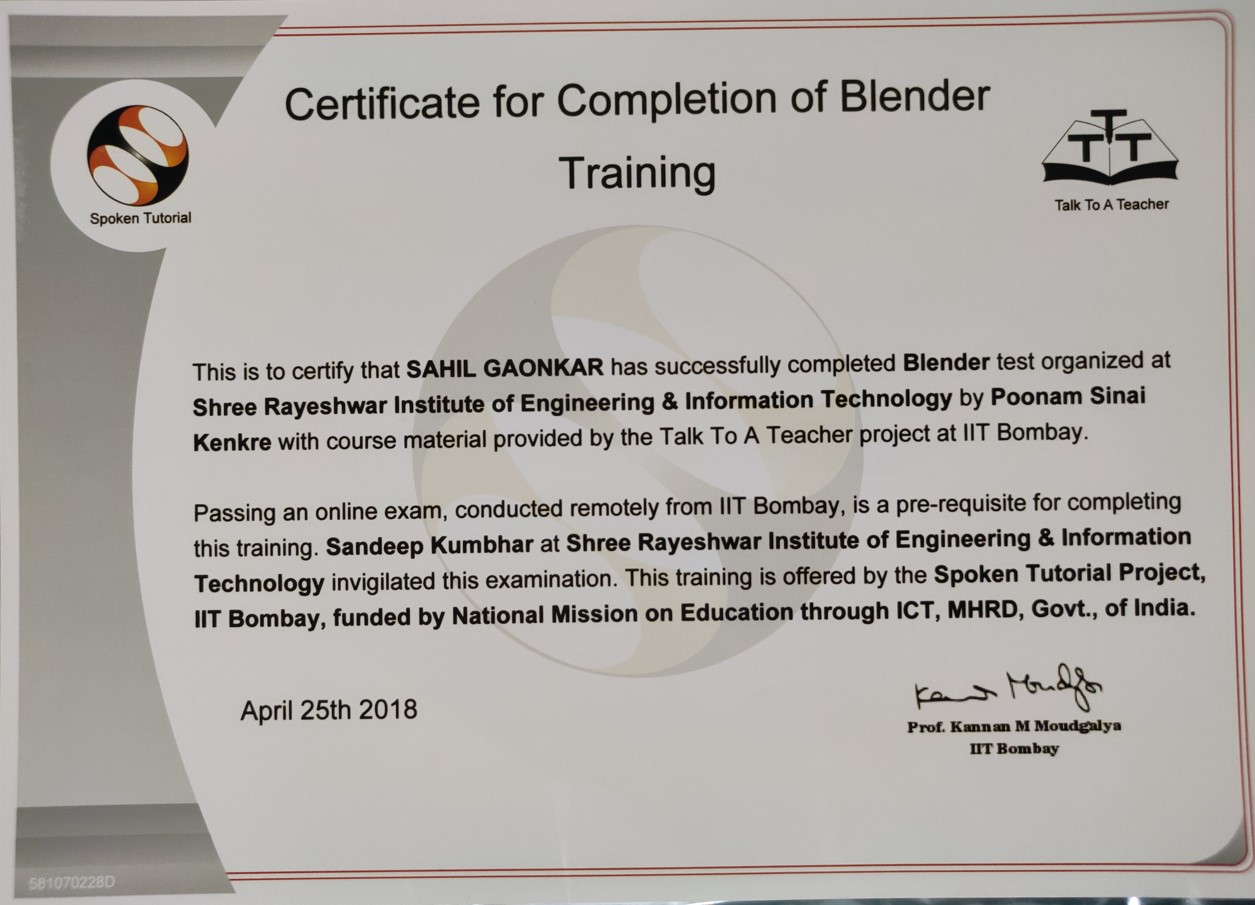 Certificate for Completion of Blender
Training
Spoken Tutorial
T
T T
Talk To A Teacher
This is to certify that SAHIL GAONKAR has successfully completed Blender test organized at
Shree Rayeshwar Institute of Engineering & Information Technology by Poonam Sinai
Kenkre with course material provided by the Talk To A Teacher project at IIT Bombay.
Passing an online exam, conducted remotely from IIT Bombay, is a pre-requisite for completing
this training. Sandeep Kumbhar at Shree Rayeshwar Institute of Engineering & Information
Technology invigilated this examination. This training is offered by the Spoken Tutorial Project,
IIT Bombay, funded by National Mission on Education through ICT, MHRD, Govt., of India.
April 25th 2018
Kannan Moudgalya
Prof. Kannan M Moudgalya
IIT Bombay
581070228D